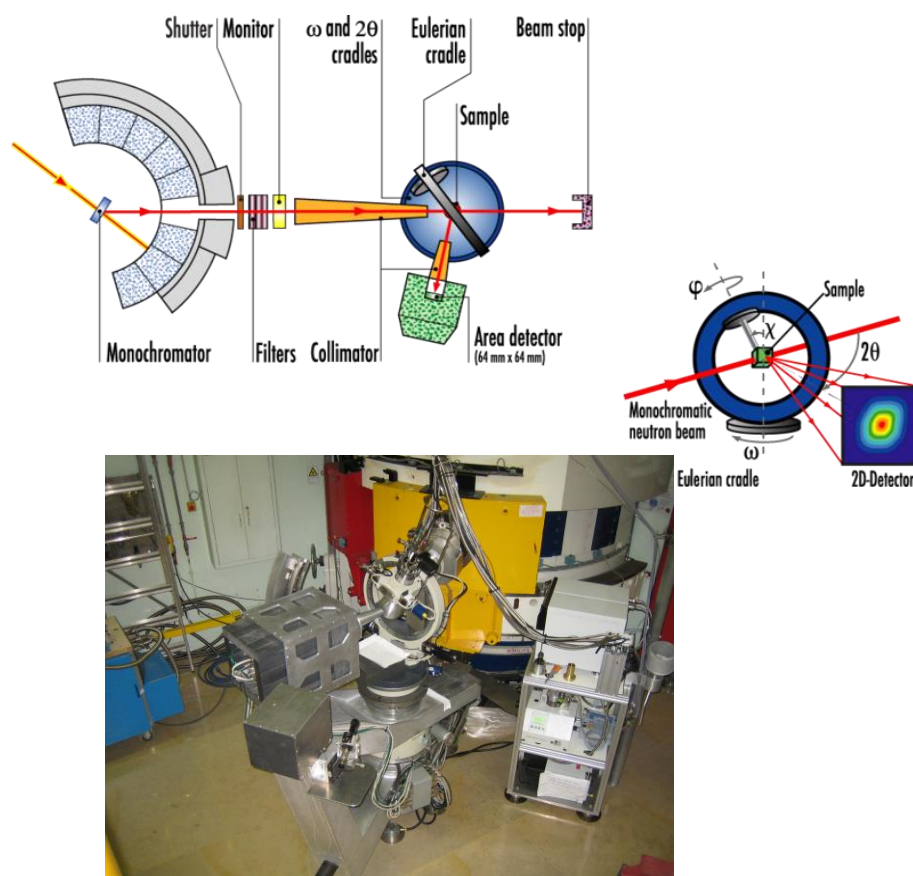 Shutter Monitor
ω and 2θ
cradles
Eulerian
cradle
Beam stop
Sample
Monochromator
Filters
Collimator
Area detector
(64 mm x 64 mm)
φ
Sample
χ
2θ
Monochromatic
neutron beam
ω
Eulerian cradle
2D-Detector